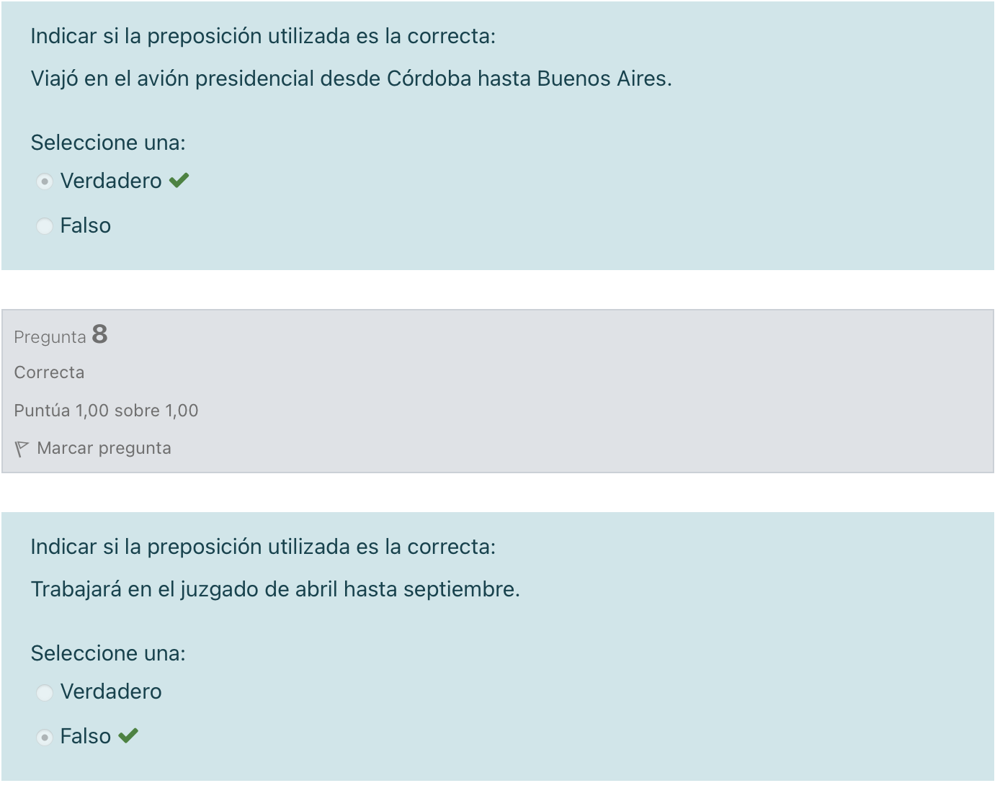 Indicar si la preposición utilizada es la correcta:
Viajó en el avión presidencial desde Córdoba hasta Buenos Aires.
Seleccione una:
Verdadero
Falso
Pregunta 8
Correcta
Puntúa 1,00 sobre 1,00
Marcar pregunta
Indicar si la preposición utilizada es la correcta:
Trabajará en el juzgado de abril hasta septiembre.
Seleccione una:
Verdadero
Falso